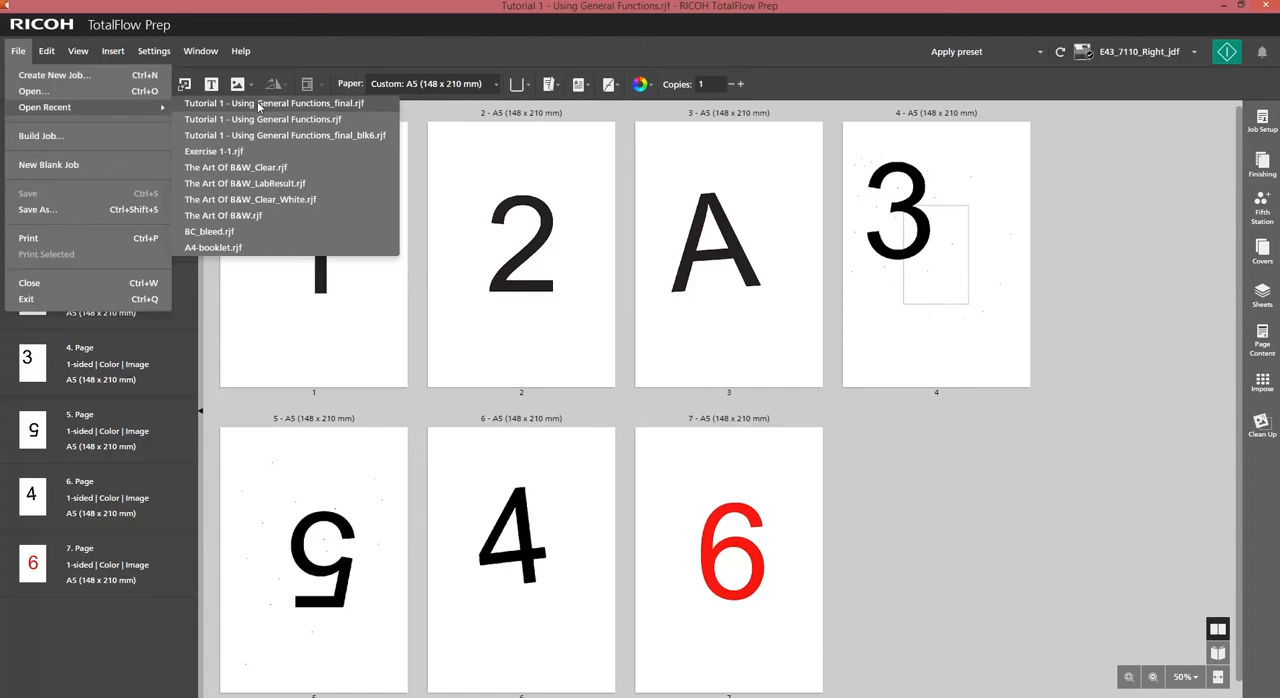 Tutorial 1 - Using General Functions.rjf - RICOH TotalFlow Prep
RICOH TotalFlow Prep
File Edit View Insert Settings Window Help Apply preset E43_7110_Right_jdf
Create New Job... Ctrl+N
Open... Ctrl+O
Open Recent
Build Job...
New Blank Job
Save Ctrl+S
Save As... Ctrl+Shift+S
Print Ctrl+P
Print Selected
Close Ctrl+W
Exit Ctrl+Q
Tutorial 1 - Using General Functions_final.rjf
Tutorial 1 - Using General Functions.rjf
Tutorial 1 - Using General Functions_final_blk6.rjf
Exercise 1-1.rjf
The Art Of B&W_Clear.rjf
The Art Of B&W_LabResult.rjf
The Art Of B&W_Clear_White.rjf
The Art Of B&W.rjf
BC_bleed.rjf
A4-booklet.rjf
T Paper: Custom: A5 (148 x 210 mm) Copies: 1 - +
2 - A5 (148 x 210 mm) 3 - A5 (148 x 210 mm) 4 - A5 (148 x 210 mm)
1 2 A 3
1 2 3 4
5 - A5 (148 x 210 mm) 6 - A5 (148 x 210 mm) 7 - A5 (148 x 210 mm)
5 4 6
A5 (148 x 210 mm)
3
4. Page
1-sided | Color | Image
A5 (148 x 210 mm)
5
5. Page
1-sided | Color | Image
A5 (148 x 210 mm)
4
6. Page
1-sided | Color | Image
A5 (148 x 210 mm)
6
7. Page
1-sided | Color | Image
A5 (148 x 210 mm)
Job Setup
Finishing
Fifth
Station
Covers
Sheets
Page
Content
Impose
Clean Up
50%